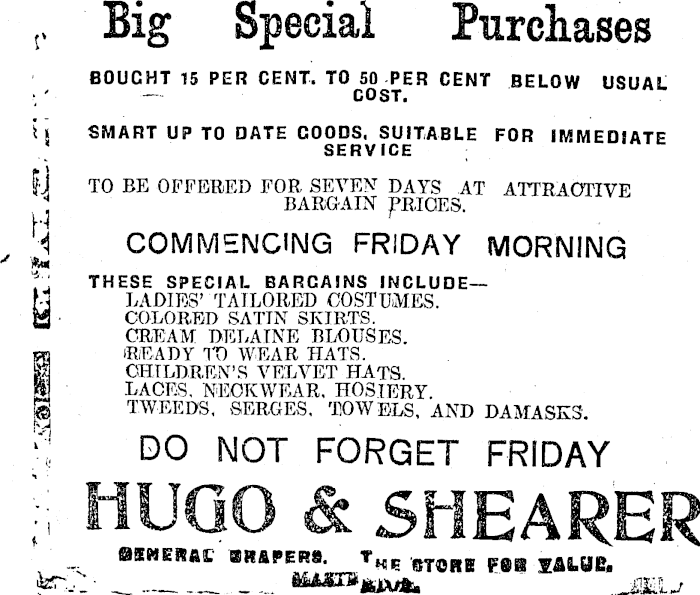 Big Special Purchases
BOUGHT 15 PER CENT. TO 50 PER CENT BELOW USUAL
COST.
SMART UP TO DATE GOODS, SUITABLE FOR IMMEDIATE
SERVICE
TO BE OFFERED FOR SEVEN DAYS AT ATTRACTIVE
BARGAIN PRICES.
COMMENCING FRIDAY MORNING
THESE SPECIAL BARGAINS INCLUDE—
LADIES' TAILORED COSTUMES.
COLORED SATIN SKIRTS.
CREAM DELAINE BLOUSES.
READY TO WEAR HATS.
CHILDREN'S VELVET HATS.
LACES, NECKWEAR, HOSIERY.
TWEEDS, SERGES, TOWELS, AND DAMASKS.
DO NOT FORGET FRIDAY
HUGO & SHEARER
GENERAL DRAPERS. THE STORE FOR VALUE.